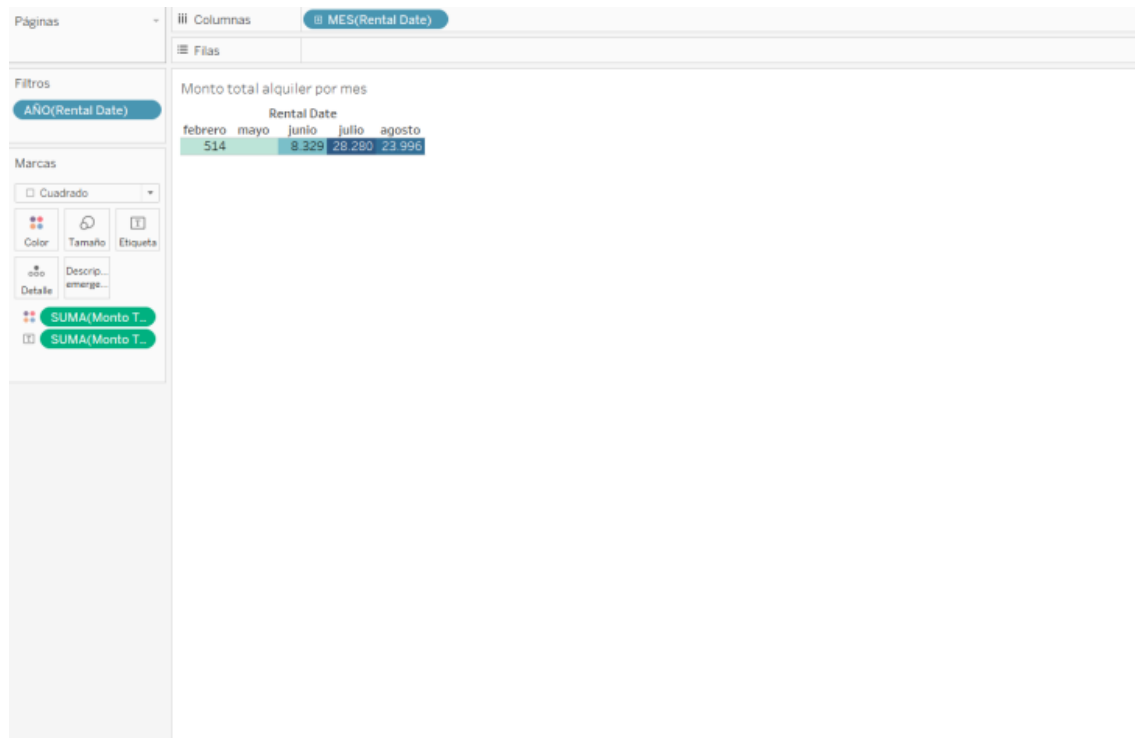 Páginas
iii Columnas
MES(Rental Date)
Filas
Filtros
AÑO(Rental Date)
Marcas
Cuadrado
Color
Tamaño
Etiqueta
Detalle
Descrip...
emerge...
SUMA(Monto T...
SUMA(Monto T...
Monto total alquiler por mes
Rental Date
febrero mayo junio julio agosto
514 8.329 28.280 23.996